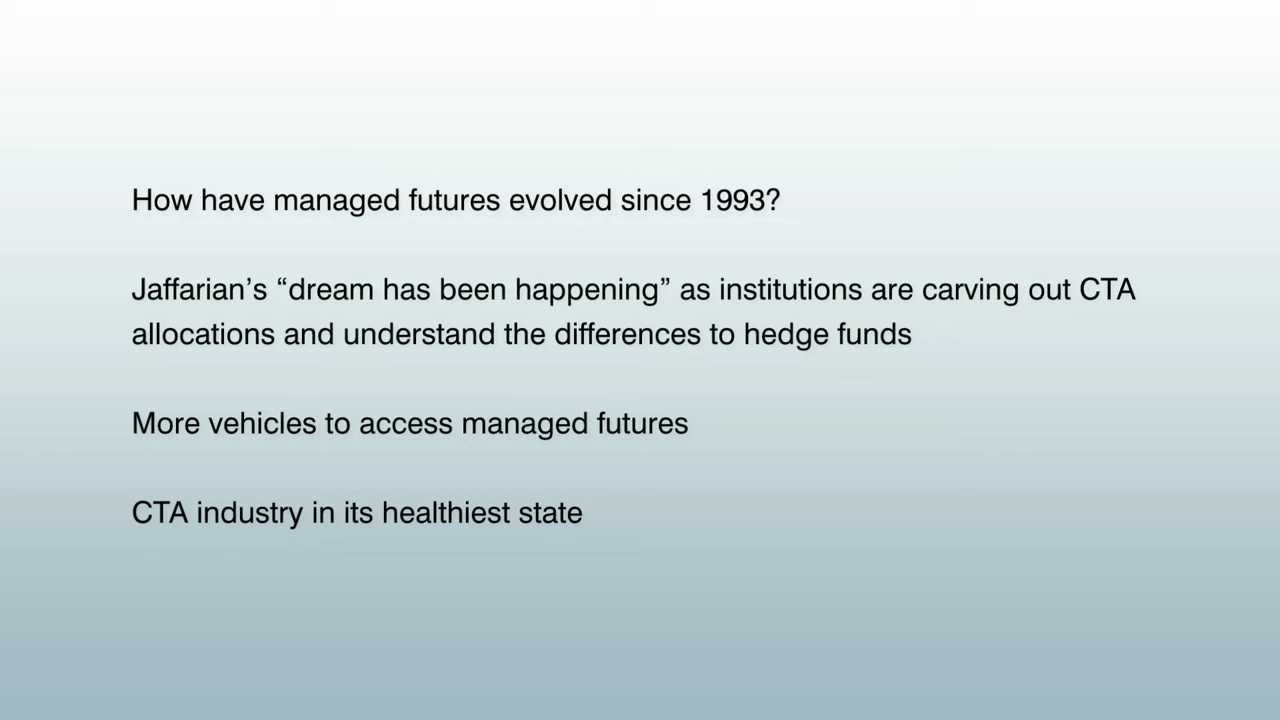 How have managed futures evolved since 1993?
Jaffarian’s “dream has been happening” as institutions are carving out CTA
allocations and understand the differences to hedge funds
More vehicles to access managed futures
CTA industry in its healthiest state